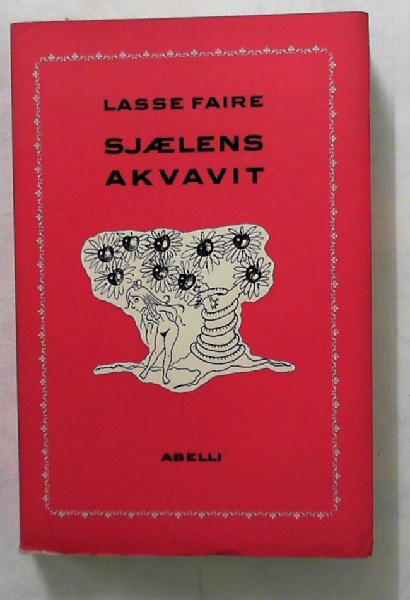 LASSE FAIRE
SJÆLENS
AKVAVIT
ABELLI